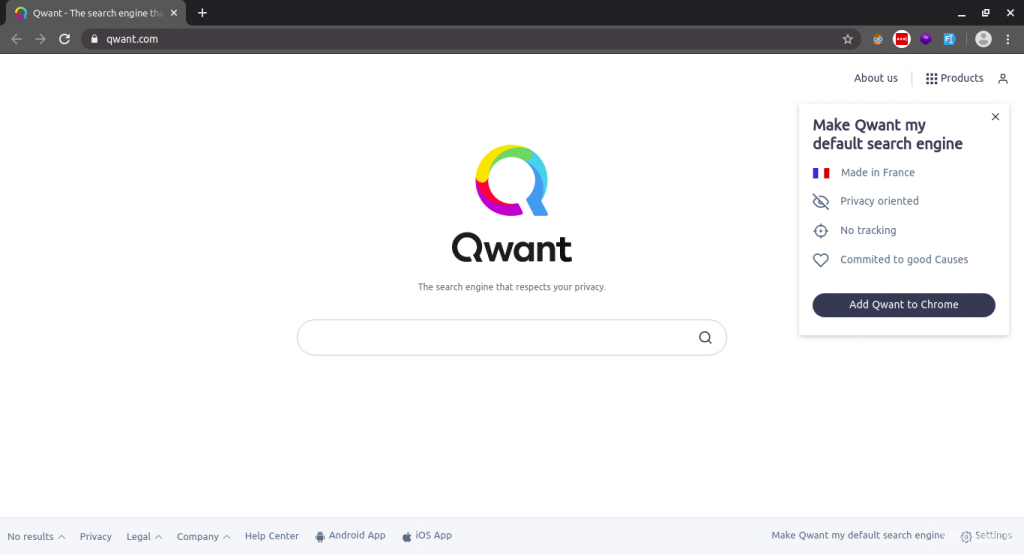 Qwant - The search engine tha
qwant.com
About us
Products
Make Qwant my
default search engine
Made in France
Privacy oriented
No tracking
Commited to good Causes
Add Qwant to Chrome
Qwant
The search engine that respects your privacy.
No results
Privacy
Legal
Company
Help Center
Android App
iOS App
Make Qwant my default search engine
Settings